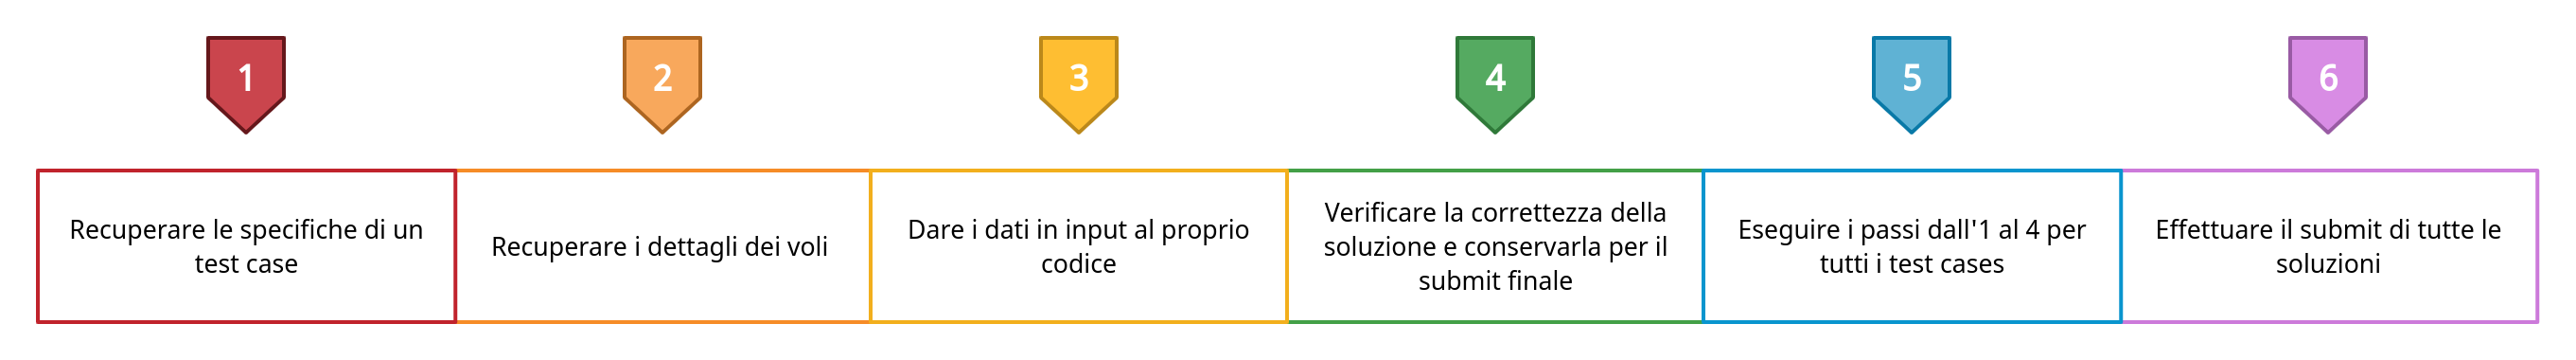 1
2
3
4
5
6
Recuperare le specifiche di un
test case
Recuperare i dettagli dei voli
Dare i dati in input al proprio
codice
Verificare la correttezza della
soluzione e conservarla per il
submit finale
Eseguire i passi dall'1 al 4 per
tutti i test cases
Effettuare il submit di tutte le
soluzioni